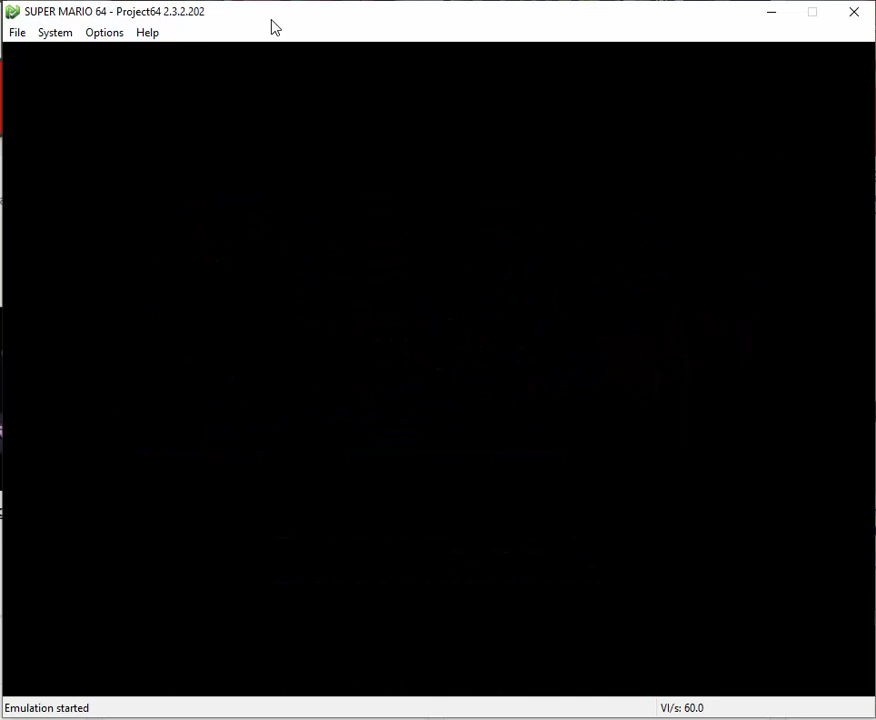 SUPER MARIO 64 - Project64 2.3.2.202
File System Options Help
Emulation started VI/s: 60.0